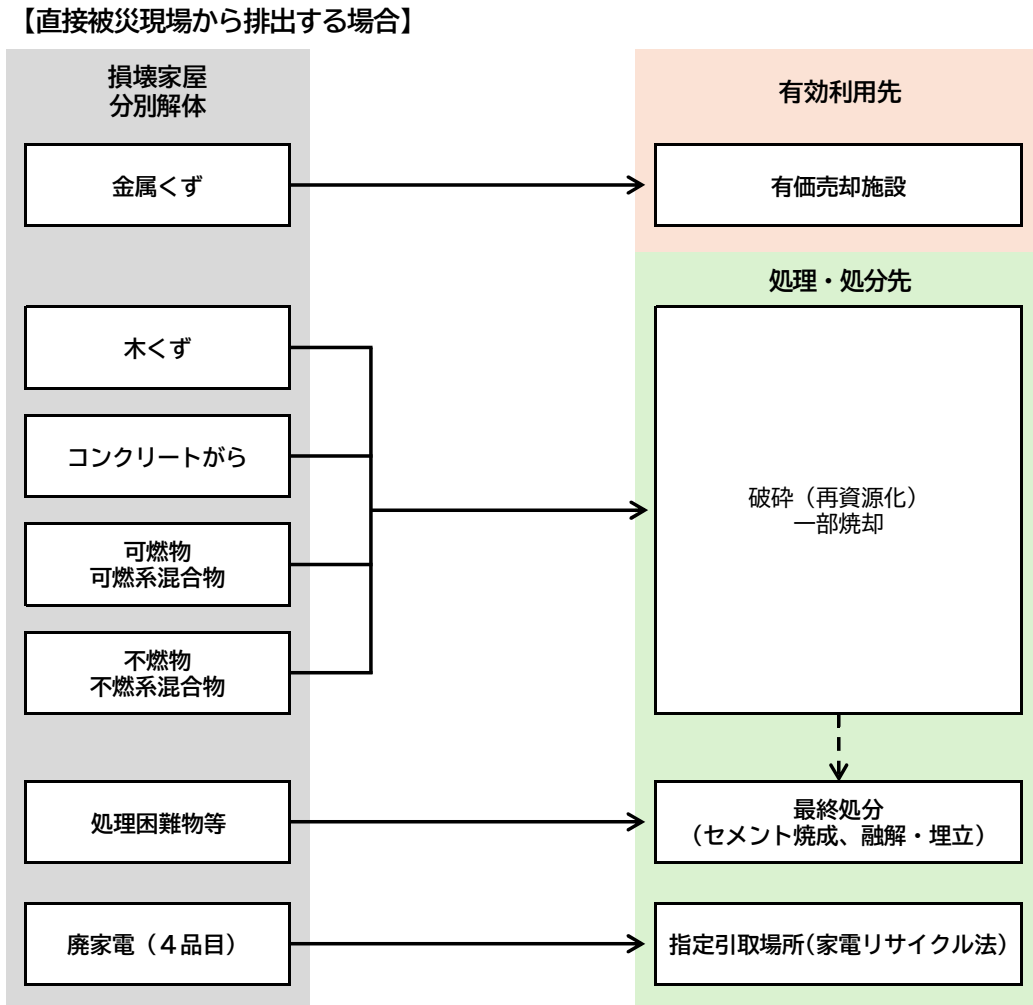 【直接被災現場から排出する場合】
損壊家屋
分別解体
有効利用先
金属くず
有価売却施設
処理・処分先
木くず
コンクリートがら
可燃物
可燃系混合物
不燃物
不燃系混合物
破砕（再資源化）
一部焼却
処理困難物等
最終処分
（セメント焼成、融解・埋立）
廃家電（４品目）
指定引取場所（家電リサイクル法）